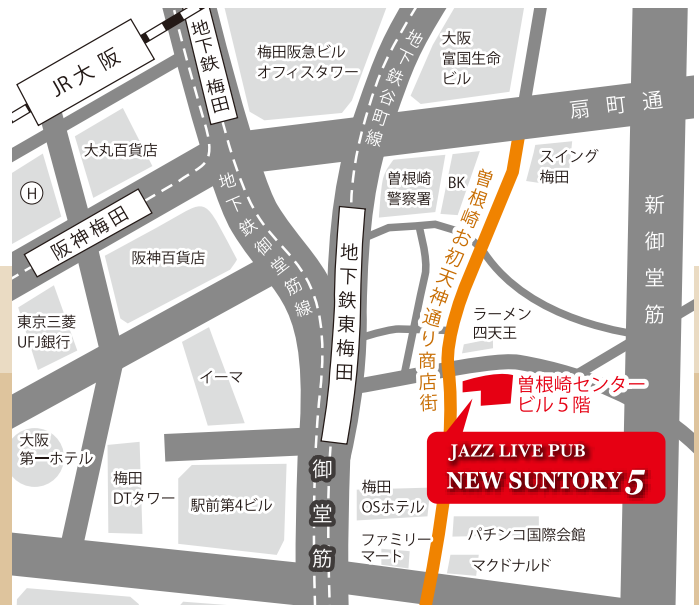 JR大阪
地下鉄梅田
梅田阪急ビル
オフィスタワー
地下鉄谷町線
大阪
富国生命
ビル
扇町通
大丸百貨店
H
阪神梅田
地下鉄御堂筋線
曽根崎
警察署
BK
スイング
梅田
曽根崎お初天神通り商店街
新御堂筋
阪神百貨店
地下鉄東梅田
東京三菱
UFJ銀行
ラーメン
四天王
イーマ
曽根崎センター
ビル5階
JAZZ LIVE PUB
NEW SUNTORY 5
大阪
第一ホテル
梅田
DTタワー
駅前第4ビル
御堂筋
梅田
OSホテル
ファミリー
マート
パチンコ国際会館
マクドナルド